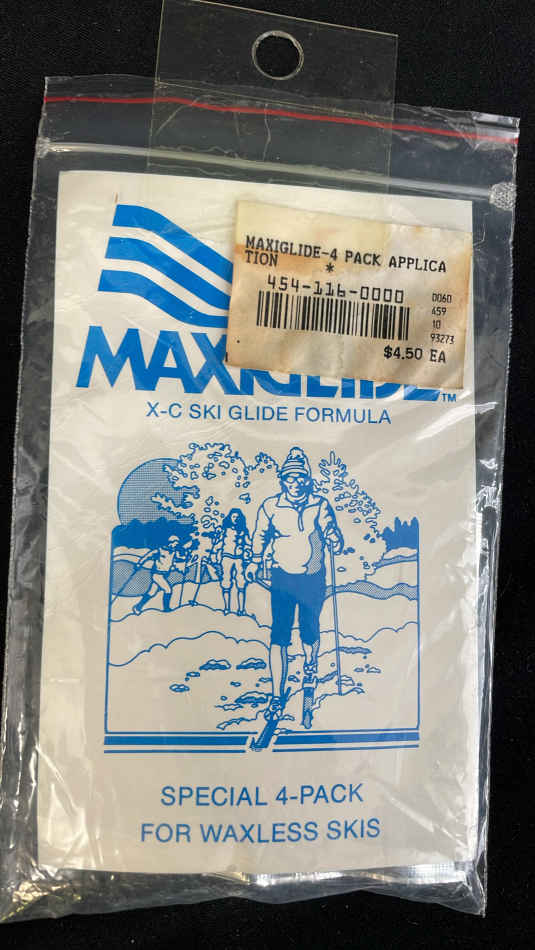 MAXIGLIDE-4 PACK APPLICA
TION *
454-116-0000
0060
459
10
93273
$4.50 EA
MAXIGLIDE™
X-C SKI GLIDE FORMULA
SPECIAL 4-PACK
FOR WAXLESS SKIS